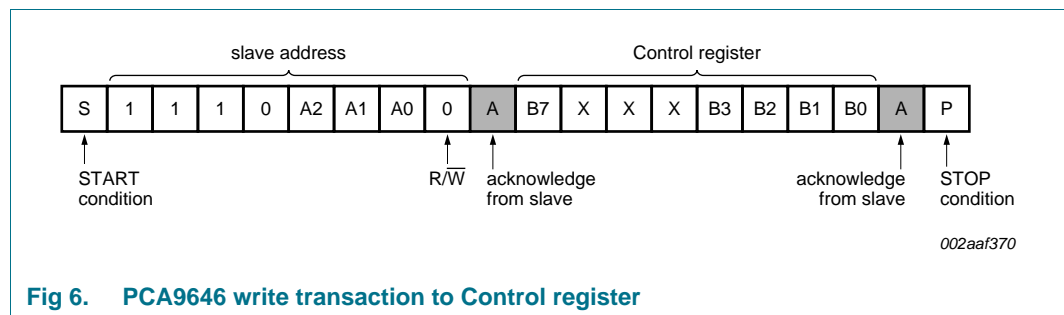 slave address Control register
S 1 1 1 0 A2 A1 A0 0 A B7 X X X B3 B2 B1 B0 A P
START condition
R/W̅
acknowledge from slave
acknowledge from slave
STOP condition
002aaf370
Fig 6. PCA9646 write transaction to Control register